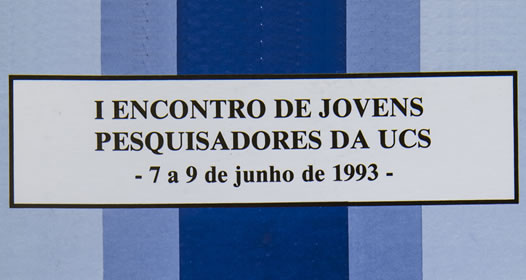 I ENCONTRO DE JOVENS
PESQUISADORES DA UCS
- 7 a 9 de junho de 1993 -